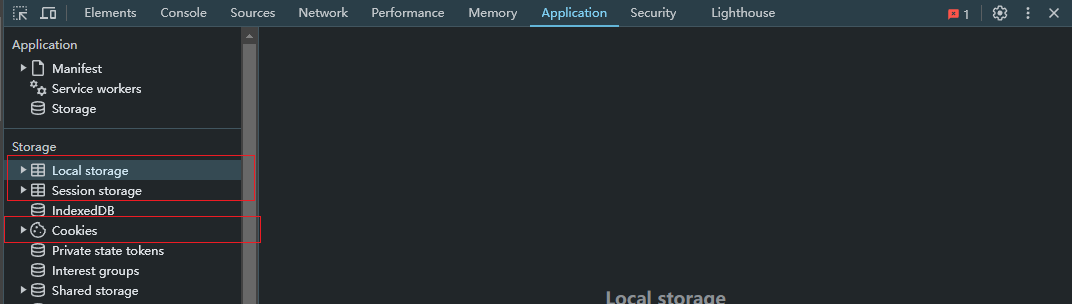 Elements Console Sources Network Performance Memory Application Security Lighthouse 1
Application
Manifest
Service workers
Storage
Storage
Local storage
Session storage
IndexedDB
Cookies
Private state tokens
Interest groups
Shared storage
Local storage